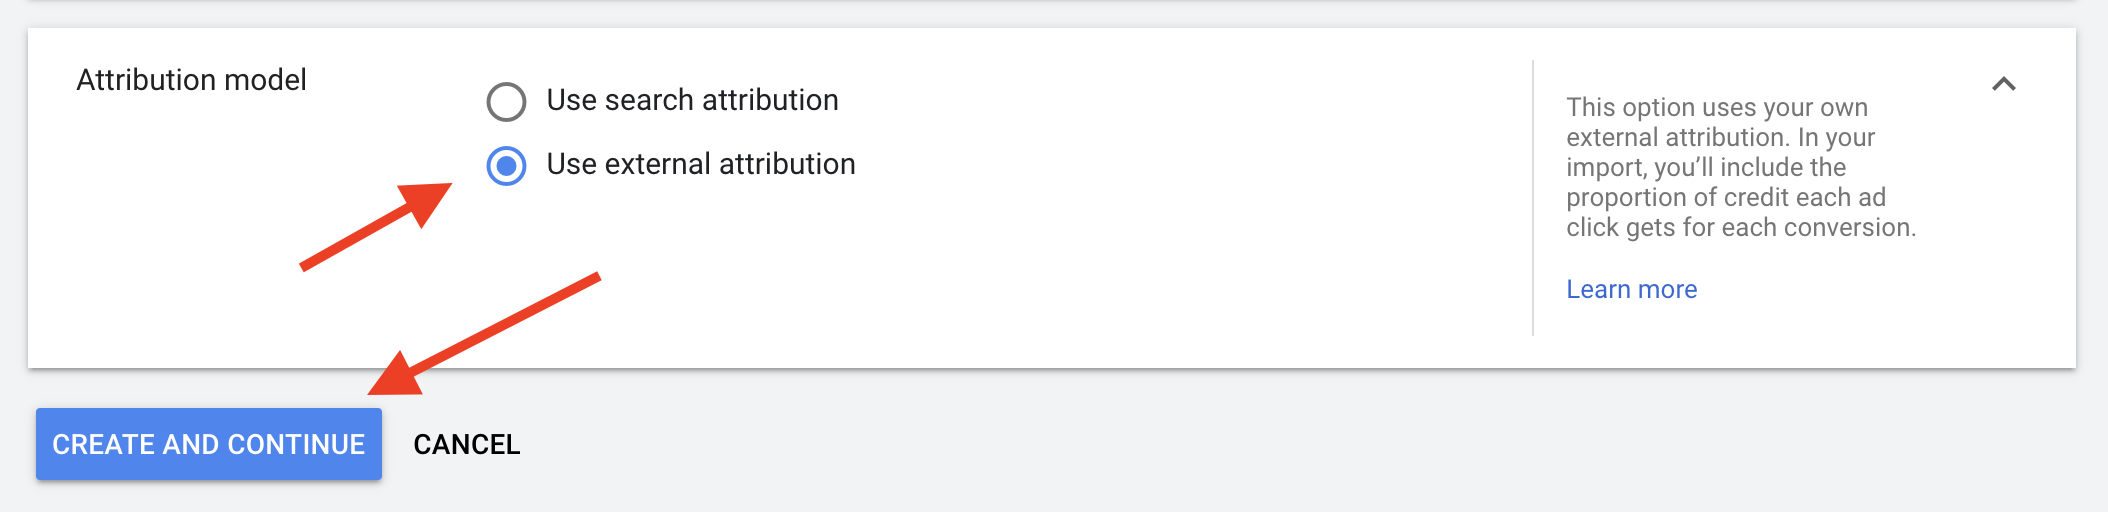 Attribution model
Use search attribution
Use external attribution
This option uses your own
external attribution. In your
import, you’ll include the
proportion of credit each ad
click gets for each conversion.
Learn more
CREATE AND CONTINUE
CANCEL